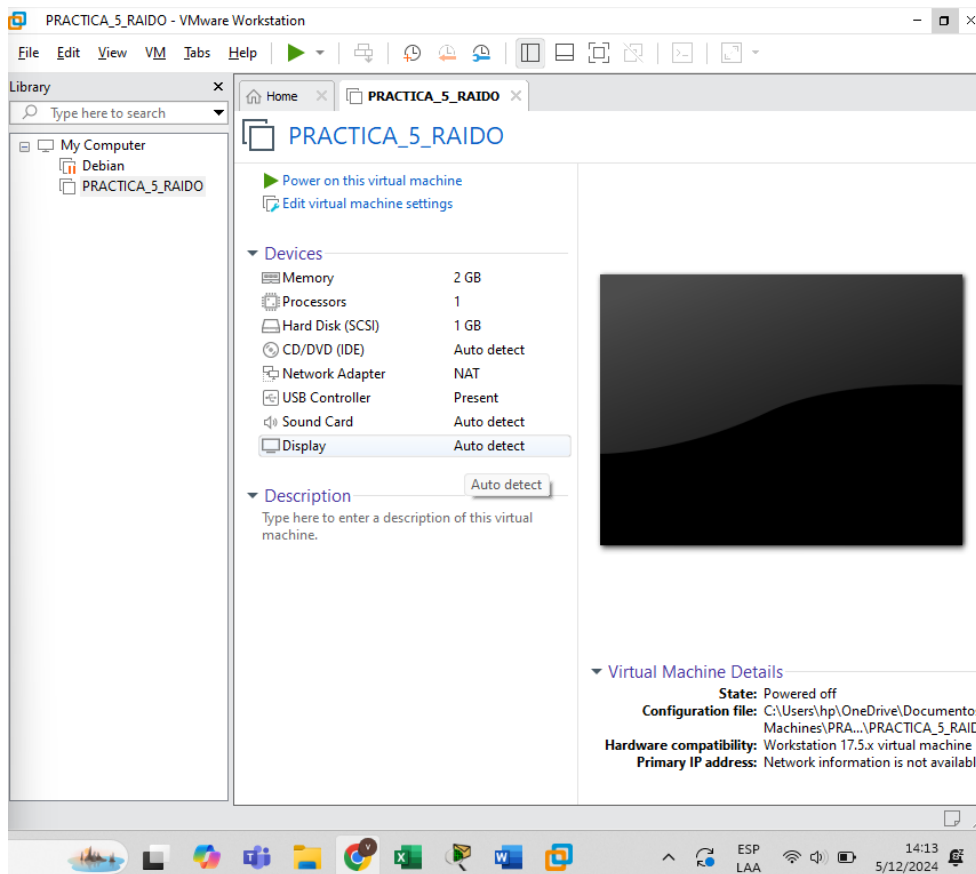 PRACTICA_5_RAIDO - VMware Workstation
File Edit View VM Tabs Help
Library
Type here to search
My Computer
Debian
PRACTICA_5_RAIDO
Home
PRACTICA_5_RAIDO
PRACTICA_5_RAIDO
Power on this virtual machine
Edit virtual machine settings
Devices
Memory 2 GB
Processors 1
Hard Disk (SCSI) 1 GB
CD/DVD (IDE) Auto detect
Network Adapter NAT
USB Controller Present
Sound Card Auto detect
Display Auto detect
Auto detect
Description
Type here to enter a description of this virtual
machine.
Virtual Machine Details
State: Powered off
Configuration file: C:\Users\hp\OneDrive\Documento
Machines\PRA...\PRACTICA_5_RAID
Hardware compatibility: Workstation 17.5.x virtual machine
Primary IP address: Network information is not availabl
ESP
LAA
14:13
5/12/2024